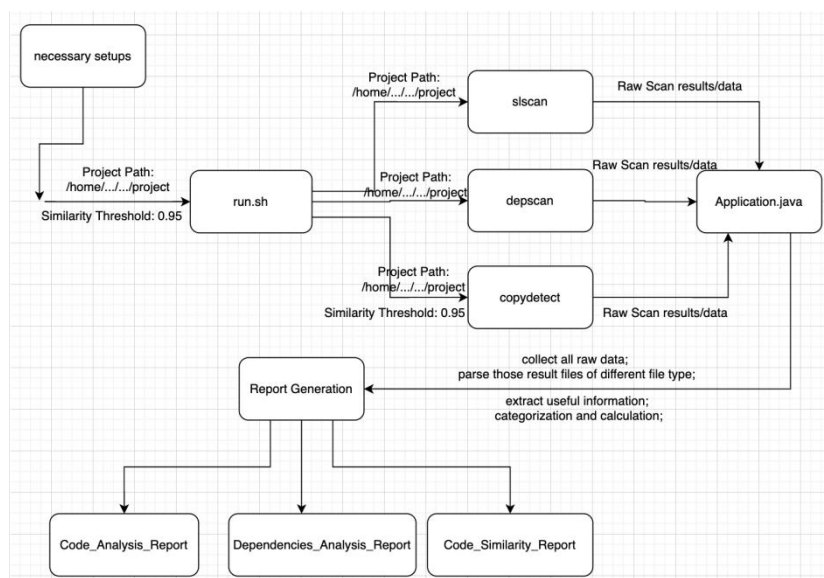 necessary setups
Project Path:
/home/.../.../project
Similarity Threshold: 0.95
run.sh
Project Path:
/home/.../.../project
slscan
Raw Scan results/data
Project Path:
/home/.../.../project
depscan
Raw Scan results/data
Application.java
Project Path:
/home/.../.../project
Similarity Threshold: 0.95
copydetect
Raw Scan results/data
collect all raw data;
parse those result files of different file type;
extract useful information;
categorization and calculation;
Report Generation
Code_Analysis_Report
Dependencies_Analysis_Report
Code_Similarity_Report